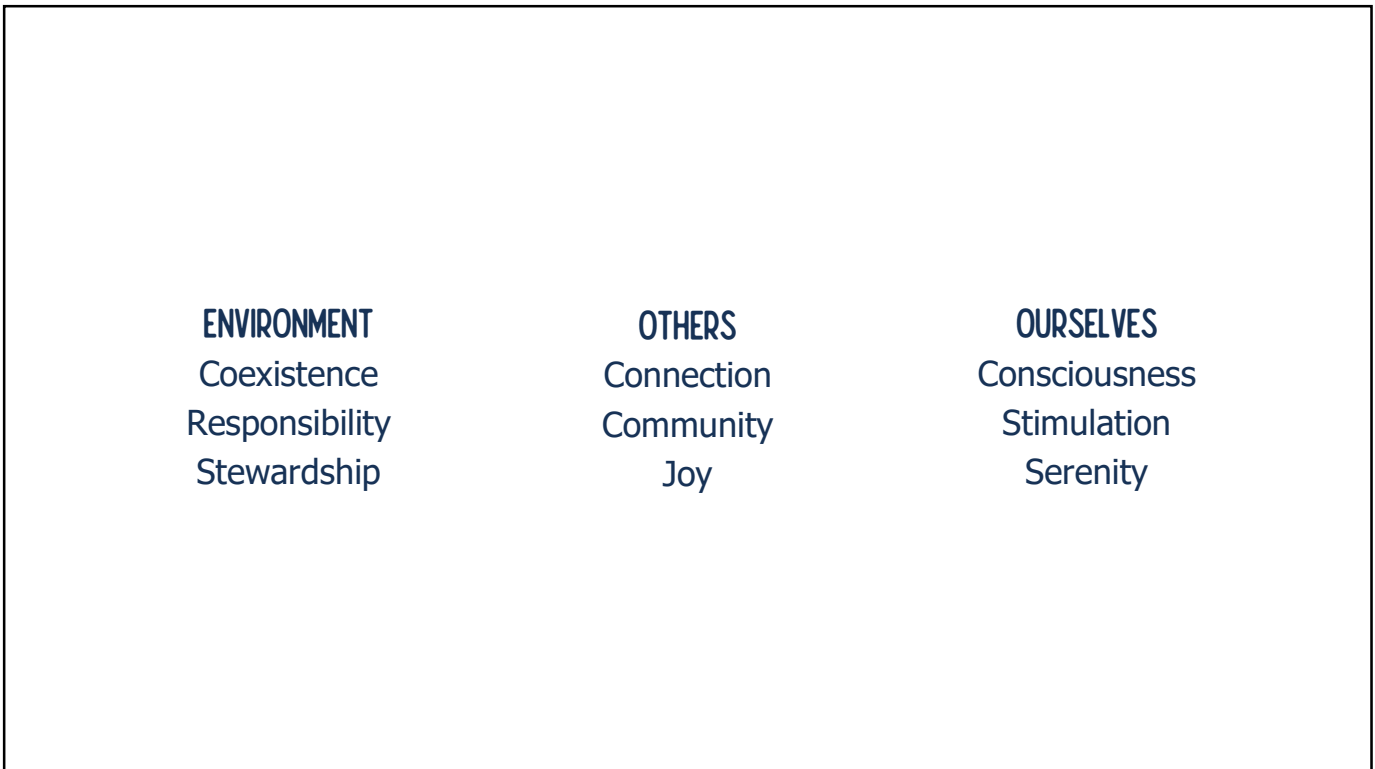 ENVIRONMENT
Coexistence
Responsibility
Stewardship
OTHERS
Connection
Community
Joy
OURSELVES
Consciousness
Stimulation
Serenity